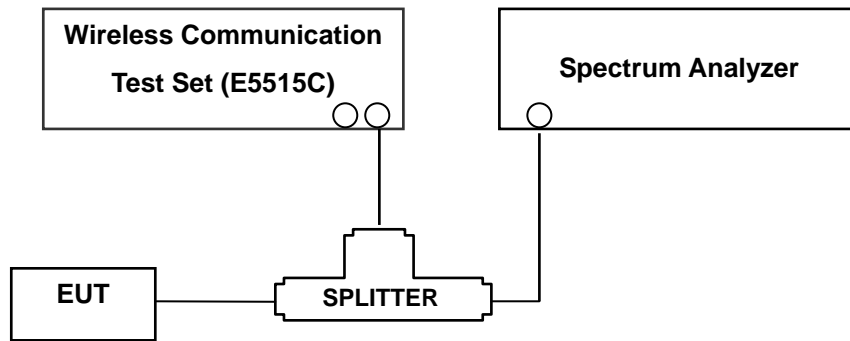 Wireless Communication
Test Set (E5515C)
Spectrum Analyzer
EUT
SPLITTER